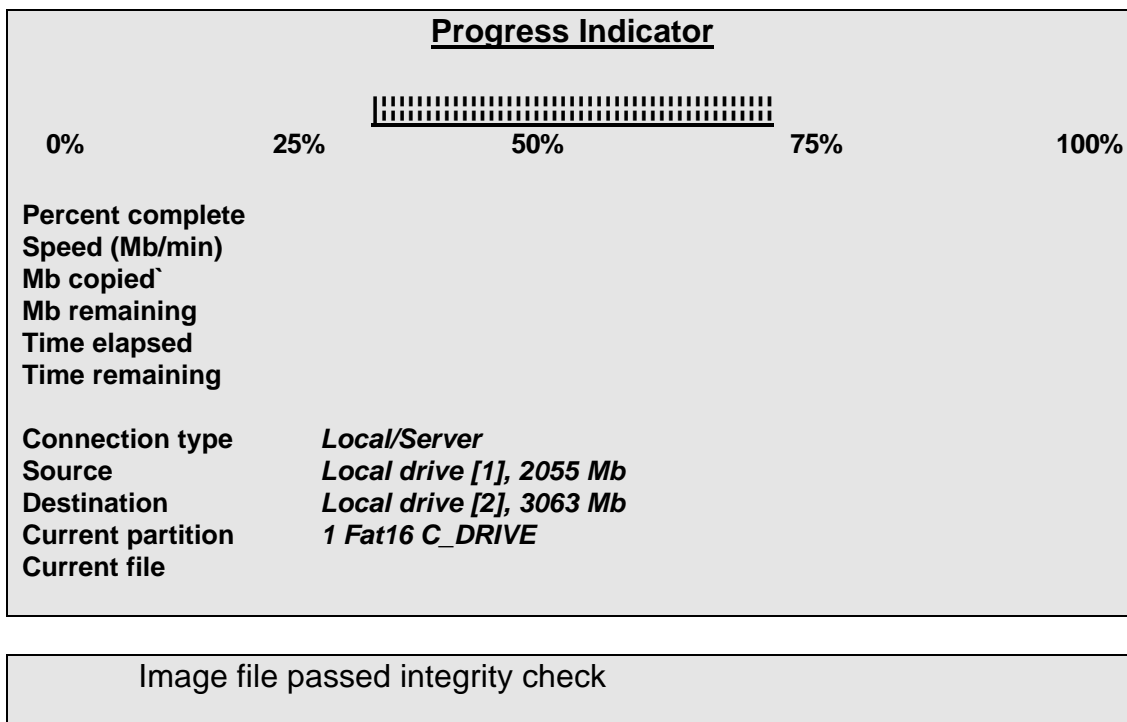 Progress Indicator
0% 25% 50% 75% 100%
Percent complete
Speed (Mb/min)
Mb copied`
Mb remaining
Time elapsed
Time remaining
Connection type Local/Server
Source Local drive [1], 2055 Mb
Destination Local drive [2], 3063 Mb
Current partition 1 Fat16 C_DRIVE
Current file
Image file passed integrity check